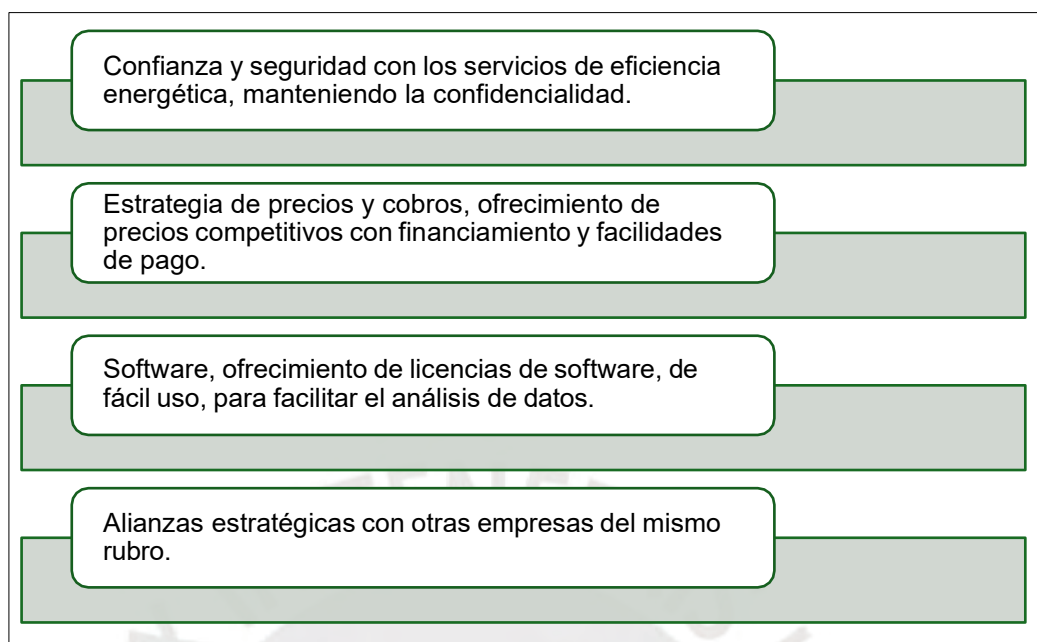 Confianza y seguridad con los servicios de eficiencia
energética, manteniendo la confidencialidad.
Estrategia de precios y cobros, ofrecimiento de
precios competitivos con financiamiento y facilidades
de pago.
Software, ofrecimiento de licencias de software, de
fácil uso, para facilitar el análisis de datos.
Alianzas estratégicas con otras empresas del mismo
rubro.